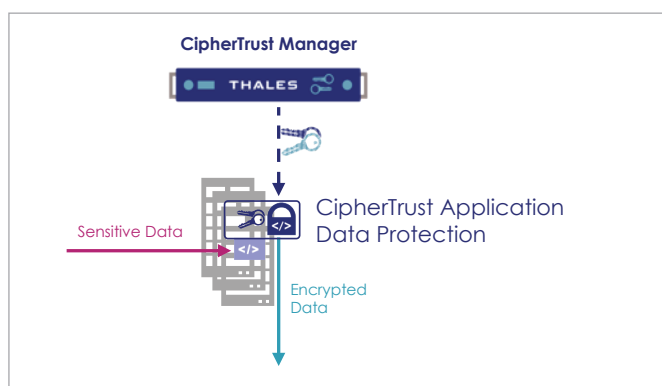 CipherTrust Manager
THALES
</>
CipherTrust Application
Data Protection
Sensitive Data
</>
Encrypted
Data